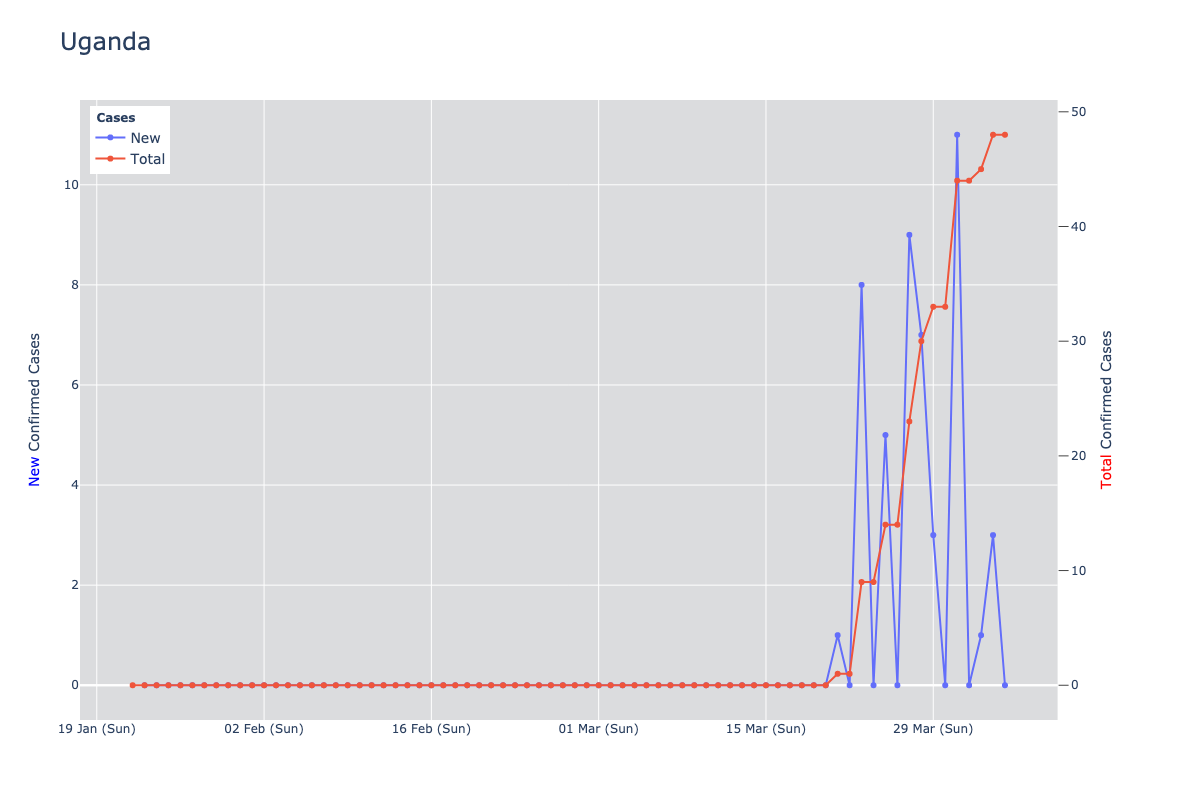 Uganda
Cases
New
Total
10
8
6
4
2
0
New Confirmed Cases
50
40
30
20
10
0
Total Confirmed Cases
19 Jan (Sun)
02 Feb (Sun)
16 Feb (Sun)
01 Mar (Sun)
15 Mar (Sun)
29 Mar (Sun)